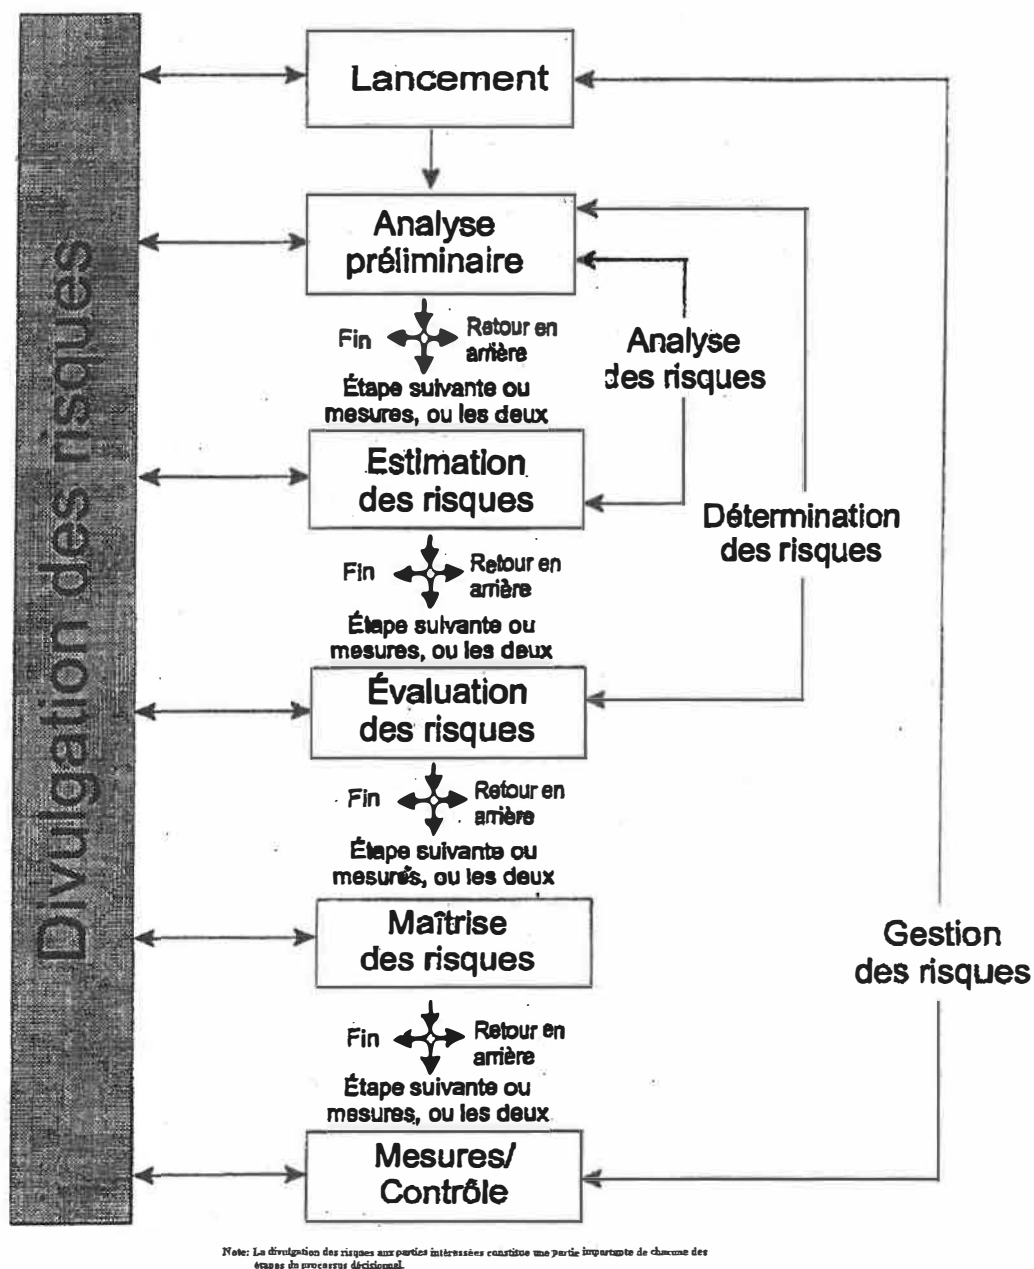 Divulgation des risques
Lancement
Analyse
préliminaire
Fin
Retour en
arrière
Étape suivante ou
mesures, ou les deux
Analyse
des risques
Estimation
des risques
Détermination
des risques
Fin
Retour en
arrière
Étape suivante ou
mesures, ou les deux
Évaluation
des risques
Fin
Retour en
arrière
Étape suivante ou
mesurés, ou les deux
Maîtrise
des risques
Gestion
des risques
Fin
Retour en
arrière
Étape suivante ou
mesures, ou les deux
Mesures/
Contrôle
Note: La divulgation des risques aux parties intéressées constitue une partie importante de chacune des
étapes du processus décisionnel.